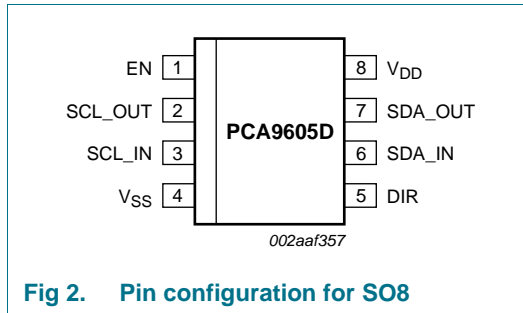 EN 1 8 VDD
SCL_OUT 2 7 SDA_OUT
PCA9605D
SCL_IN 3 6 SDA_IN
VSS 4 5 DIR
002aaf357
Fig 2. Pin configuration for SO8